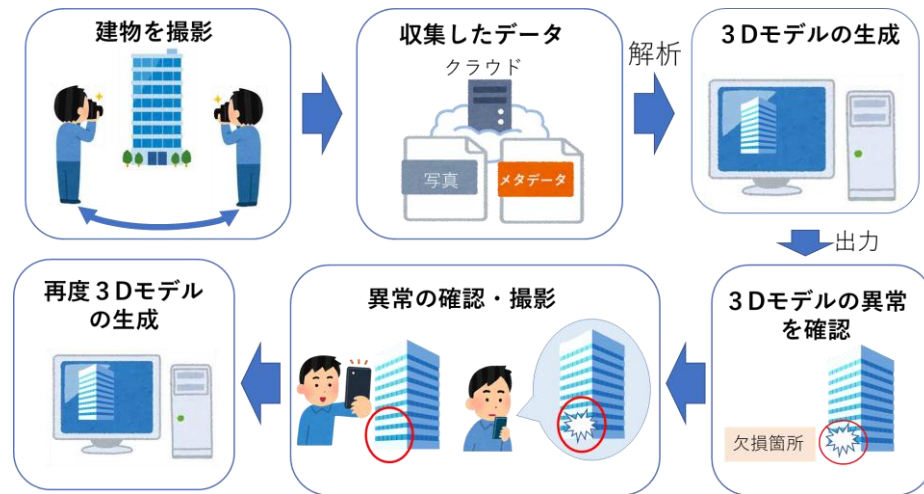 建物を撮影
収集したデータ
クラウド
写真
メタデータ
解析
３Dモデルの生成
出力
３Dモデルの異常
を確認
欠損箇所
異常の確認・撮影
再度３Dモデル
の生成